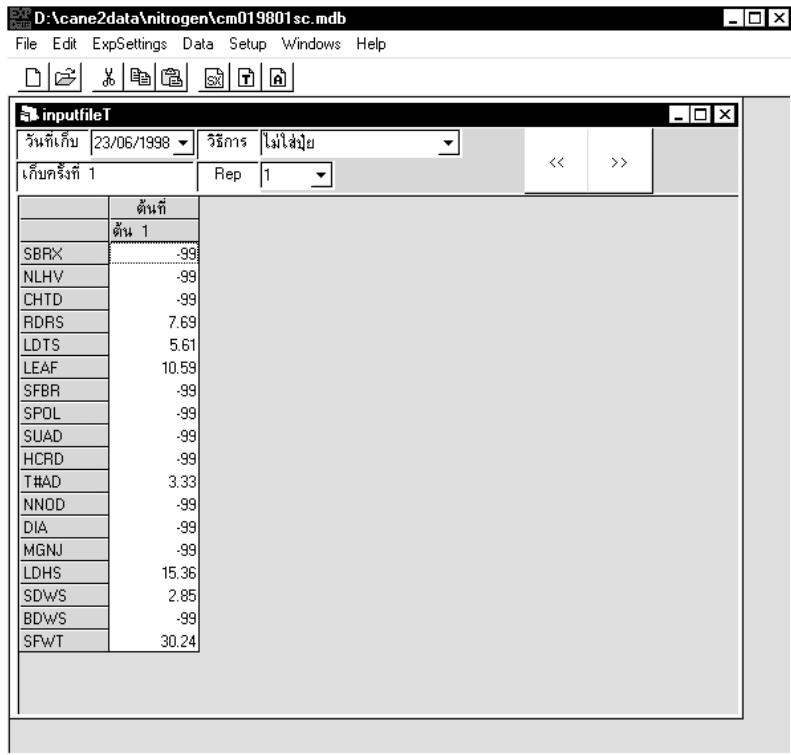 EXP Data D:\cane2data\nitrogen\cm019801sc.mdb
File Edit ExpSettings Data Setup Windows Help
SX T A
inputfileT
วันที่เก็บ 23/06/1998 วิธีการ ไม่ใส่ปุ๋ย
<< >>
เก็บครั้งที่ 1 Rep 1
ต้นที่
ต้น 1
SBRX -99
NLHV -99
CHTD -99
RDRS 7.69
LDTS 5.61
LEAF 10.59
SFBR -99
SPOL -99
SUAD -99
HCRD -99
T#AD 3.33
NNOD -99
DIA -99
MGNJ -99
LDHS 15.36
SDWS 2.85
BDWS -99
SFWT 30.24